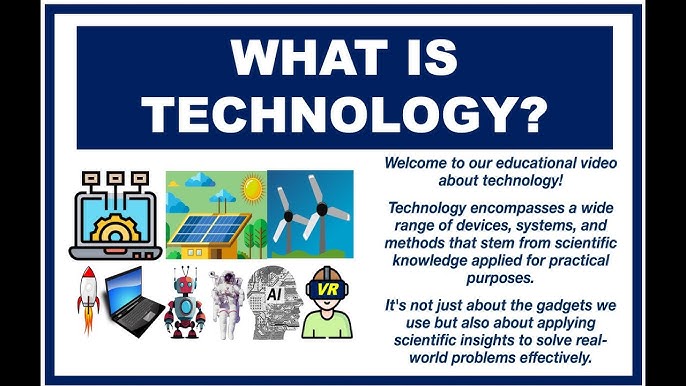 WHAT IS
TECHNOLOGY?
Welcome to our educational video
about technology!
Technology encompasses a wide
range of devices, systems, and
methods that stem from scientific
knowledge applied for practical
purposes.
It's not just about the gadgets we
use but also about applying
scientific insights to solve real-
world problems effectively.
AI
VR